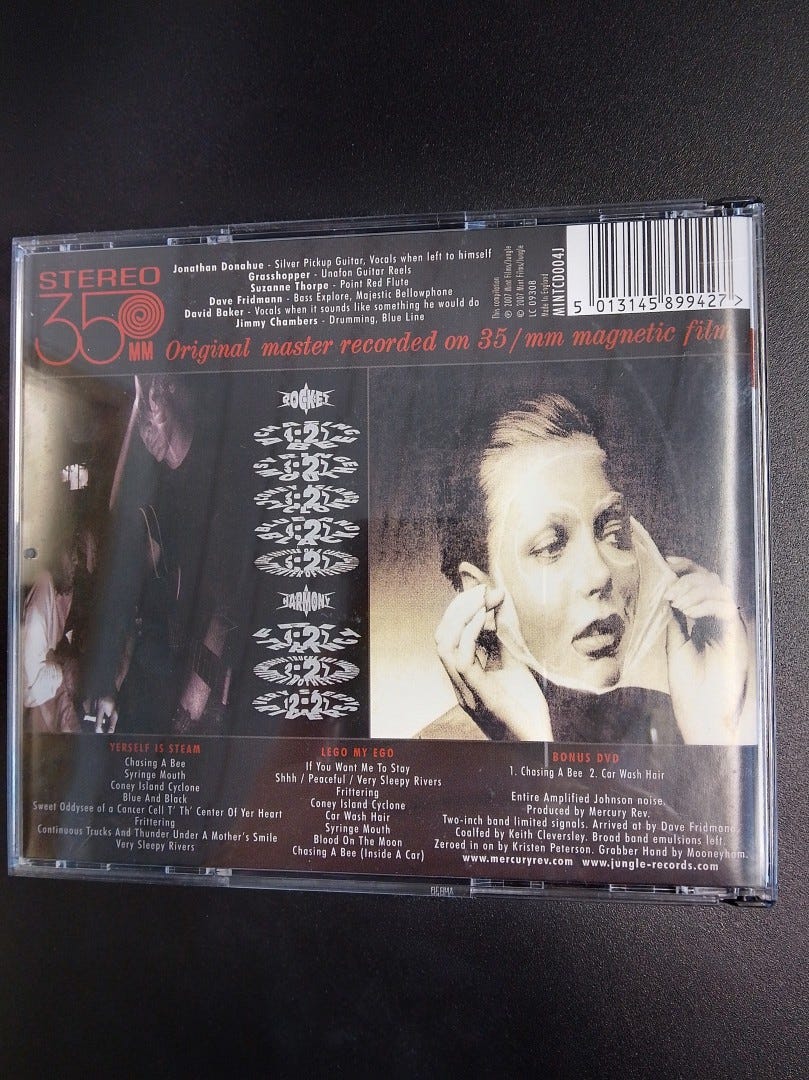 STEREO
35
MM
Jonathan Donahue - Silver Pickup Guitar, Vocals when left to himself
Grasshopper - Unafon Guitar Reels
Suzanne Thorpe - Point Red Flute
Dave Fridmann - Bass Explore, Majestic Bellowphone
David Baker - Vocals when it sounds like something he would do
Jimmy Chambers - Drumming, Blue Line
Original master recorded on 35/mm magnetic film
This compilation
℗ 2007 Mint Films/Jungle
© 2007 Mint Films/Jungle
LC 09308
Made In England
MINTCD004J
5 013145 899427 >
ROCKET
HARMONY
YERSELF IS STEAM
Chasing A Bee
Syringe Mouth
Coney Island Cyclone
Blue And Black
Sweet Oddysee of a Cancer Cell T' Th' Center Of Yer Heart
Frittering
Continuous Trucks And Thunder Under A Mother's Smile
Very Sleepy Rivers
LEGO MY EGO
If You Want Me To Stay
Shhh / Peaceful / Very Sleepy Rivers
Frittering
Coney Island Cyclone
Car Wash Hair
Syringe Mouth
Blood On The Moon
Chasing A Bee (Inside A Car)
BONUS DVD
1. Chasing A Bee 2. Car Wash Hair
Entire Amplified Johnson noise.
Produced by Mercury Rev.
Two-inch band limited signals. Arrived at by Dave Fridmann.
Coalfed by Keith Cleversley. Broad band emulsions left.
Zeroed in on by Kristen Peterson. Grabber Hand by Mooneyham.
www.mercuryrev.com www.jungle-records.com